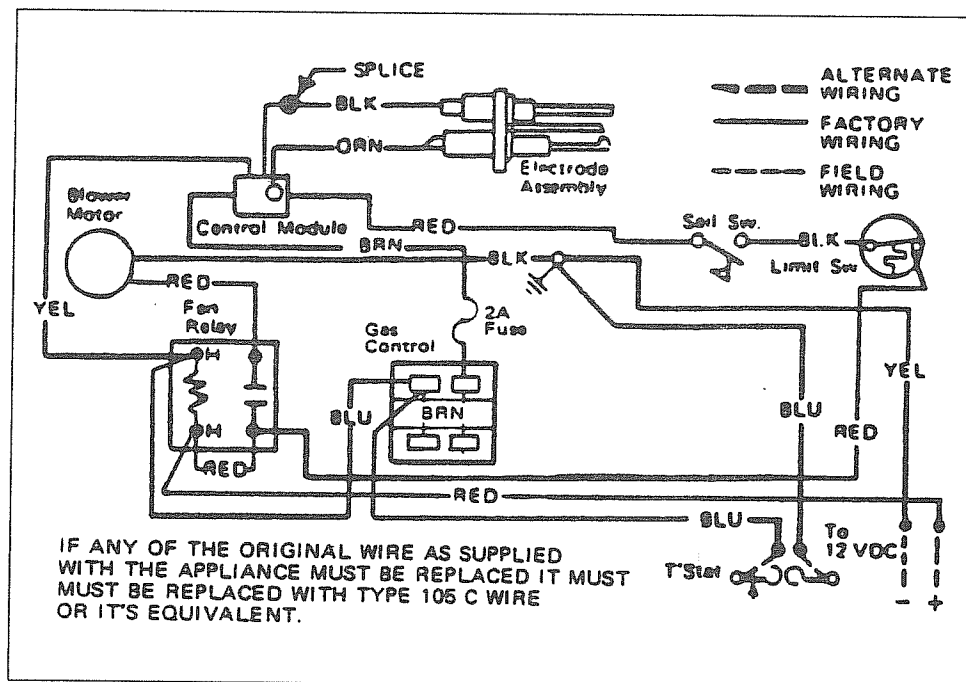 SPLICE
BLK
ORN
Electrode
Assembly
ALTERNATE
WIRING
FACTORY
WIRING
FIELD
WIRING
Blower
Motor
Control Module
RED
BRN
Sail Sw.
BLK
Limit Sw
BLK
RED
YEL
Fan
Relay
2A
Fuse
Gas
Control
YEL
BLU
BRN
BLU
RED
RED
RED
BLU
To
12 VDC
T'Stat
- +
IF ANY OF THE ORIGINAL WIRE AS SUPPLIED
WITH THE APPLIANCE MUST BE REPLACED IT MUST
MUST BE REPLACED WITH TYPE 105 C WIRE
OR IT'S EQUIVALENT.